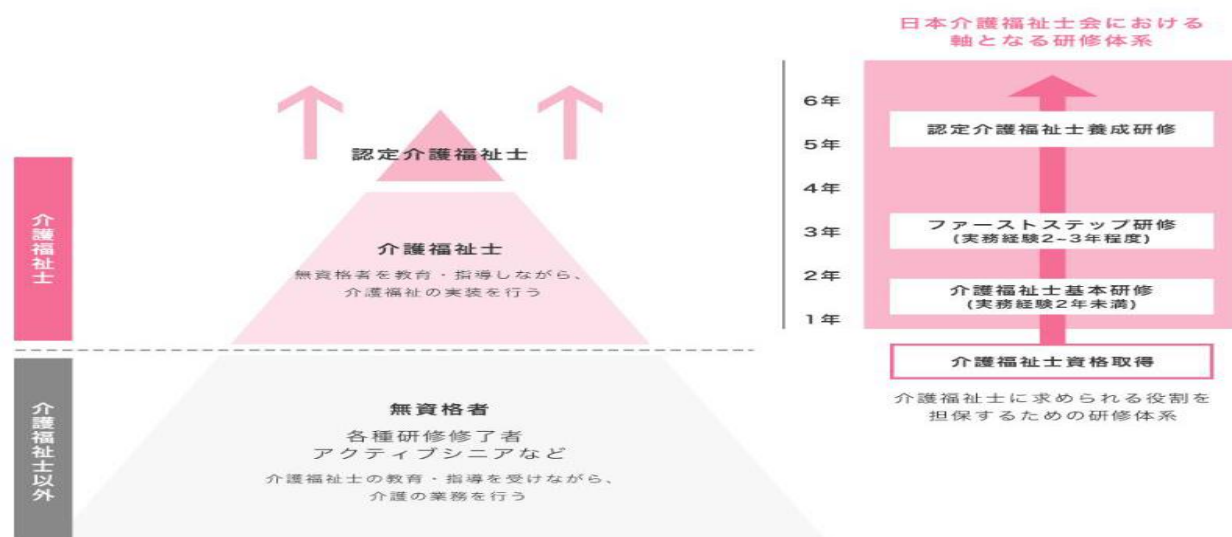 介護福祉士
介護福祉士以外
認定介護福祉士
介護福祉士
無資格者を教育・指導しながら、
介護福祉の実装を行う
無資格者
各種研修修了者
アクティブシニアなど
介護福祉士の教育・指導を受けながら、
介護の業務を行う
日本介護福祉士会における
軸となる研修体系
6年
5年
4年
3年
2年
1年
認定介護福祉士養成研修
ファーストステップ研修
(実務経験2~3年程度)
介護福祉士基本研修
(実務経験2年未満)
介護福祉士資格取得
介護福祉士に求められる役割を
担保するための研修体系